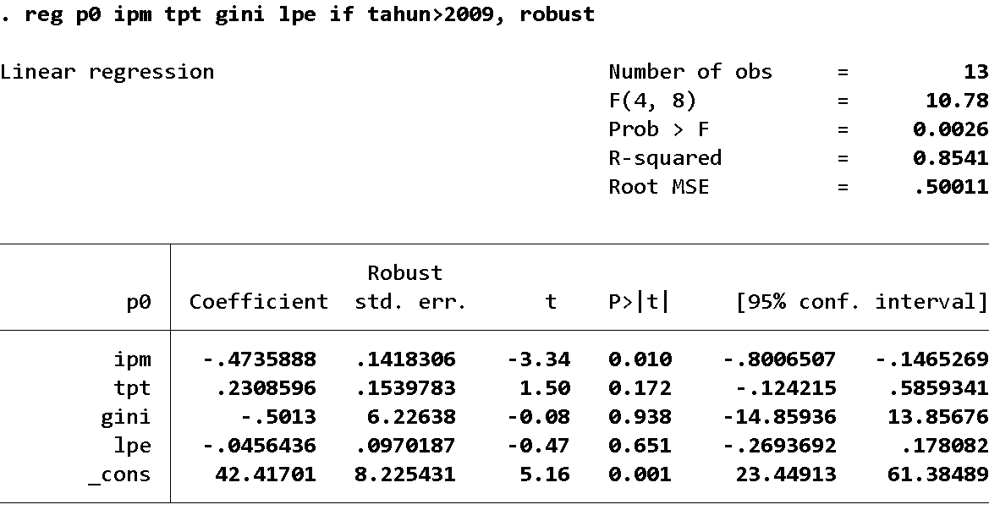 . reg p0 ipm tpt gini lpe if tahun>2009, robust
Linear regression Number of obs = 13
F(4, 8) = 10.78
Prob > F = 0.0026
R-squared = 0.8541
Root MSE = .50011
Robust
p0 Coefficient std. err. t P>|t| [95% conf. interval]
ipm -.4735888 .1418306 -3.34 0.010 -.8006507 -.1465269
tpt .2308596 .1539783 1.50 0.172 -.124215 .5859341
gini -.5013 6.22638 -0.08 0.938 -14.85936 13.85676
lpe -.0456436 .0970187 -0.47 0.651 -.2693692 .178082
_cons 42.41701 8.225431 5.16 0.001 23.44913 61.38489